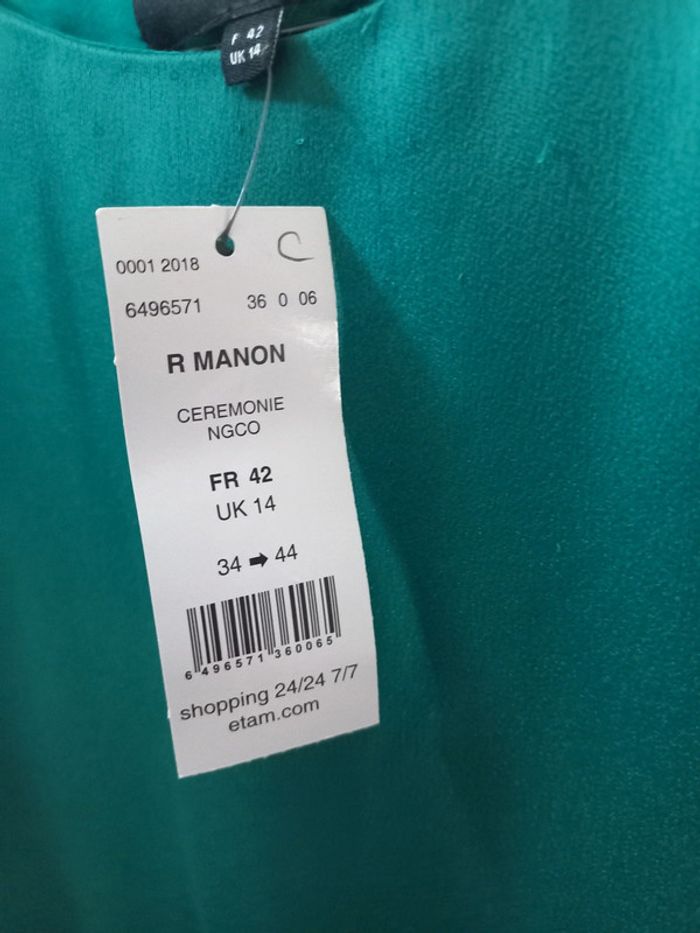 F 42
UK 14
C
0001 2018
6496571 36 0 06
R MANON
CEREMONIE
NGCO
FR 42
UK 14
34 ➡ 44
6 496571 360065
shopping 24/24 7/7
etam.com